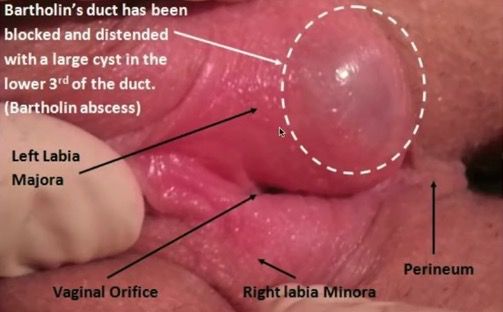 Bartholin's duct has been
blocked and distended
with a large cyst in the
lower 3rd of the duct.
(Bartholin abscess)
Left Labia
Majora
Perineum
Vaginal Orifice
Right labia Minora